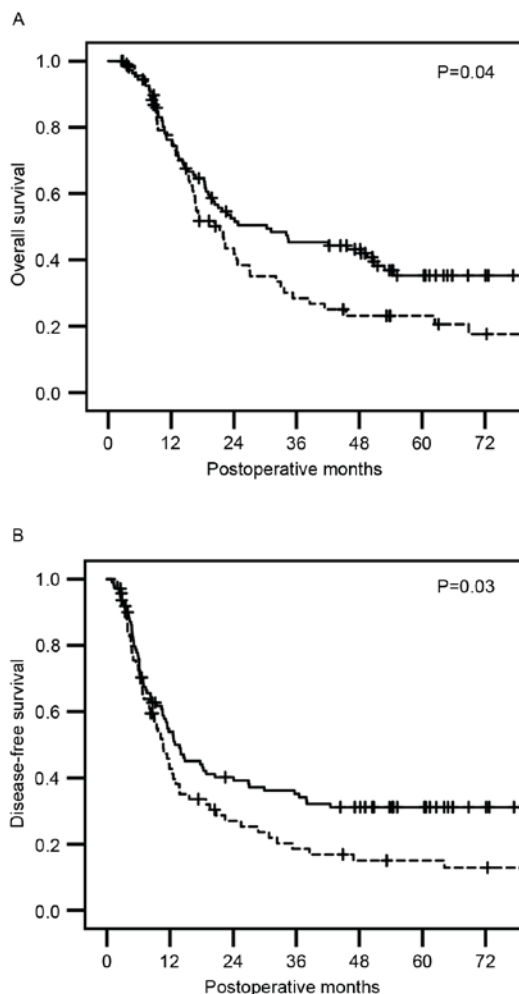 A
P=0.04
1.0
0.8
0.6
0.4
0.2
0.0
Overall survival
0 12 24 36 48 60 72
Postoperative months
B
P=0.03
1.0
0.8
0.6
0.4
0.2
0.0
Disease-free survival
0 12 24 36 48 60 72
Postoperative months